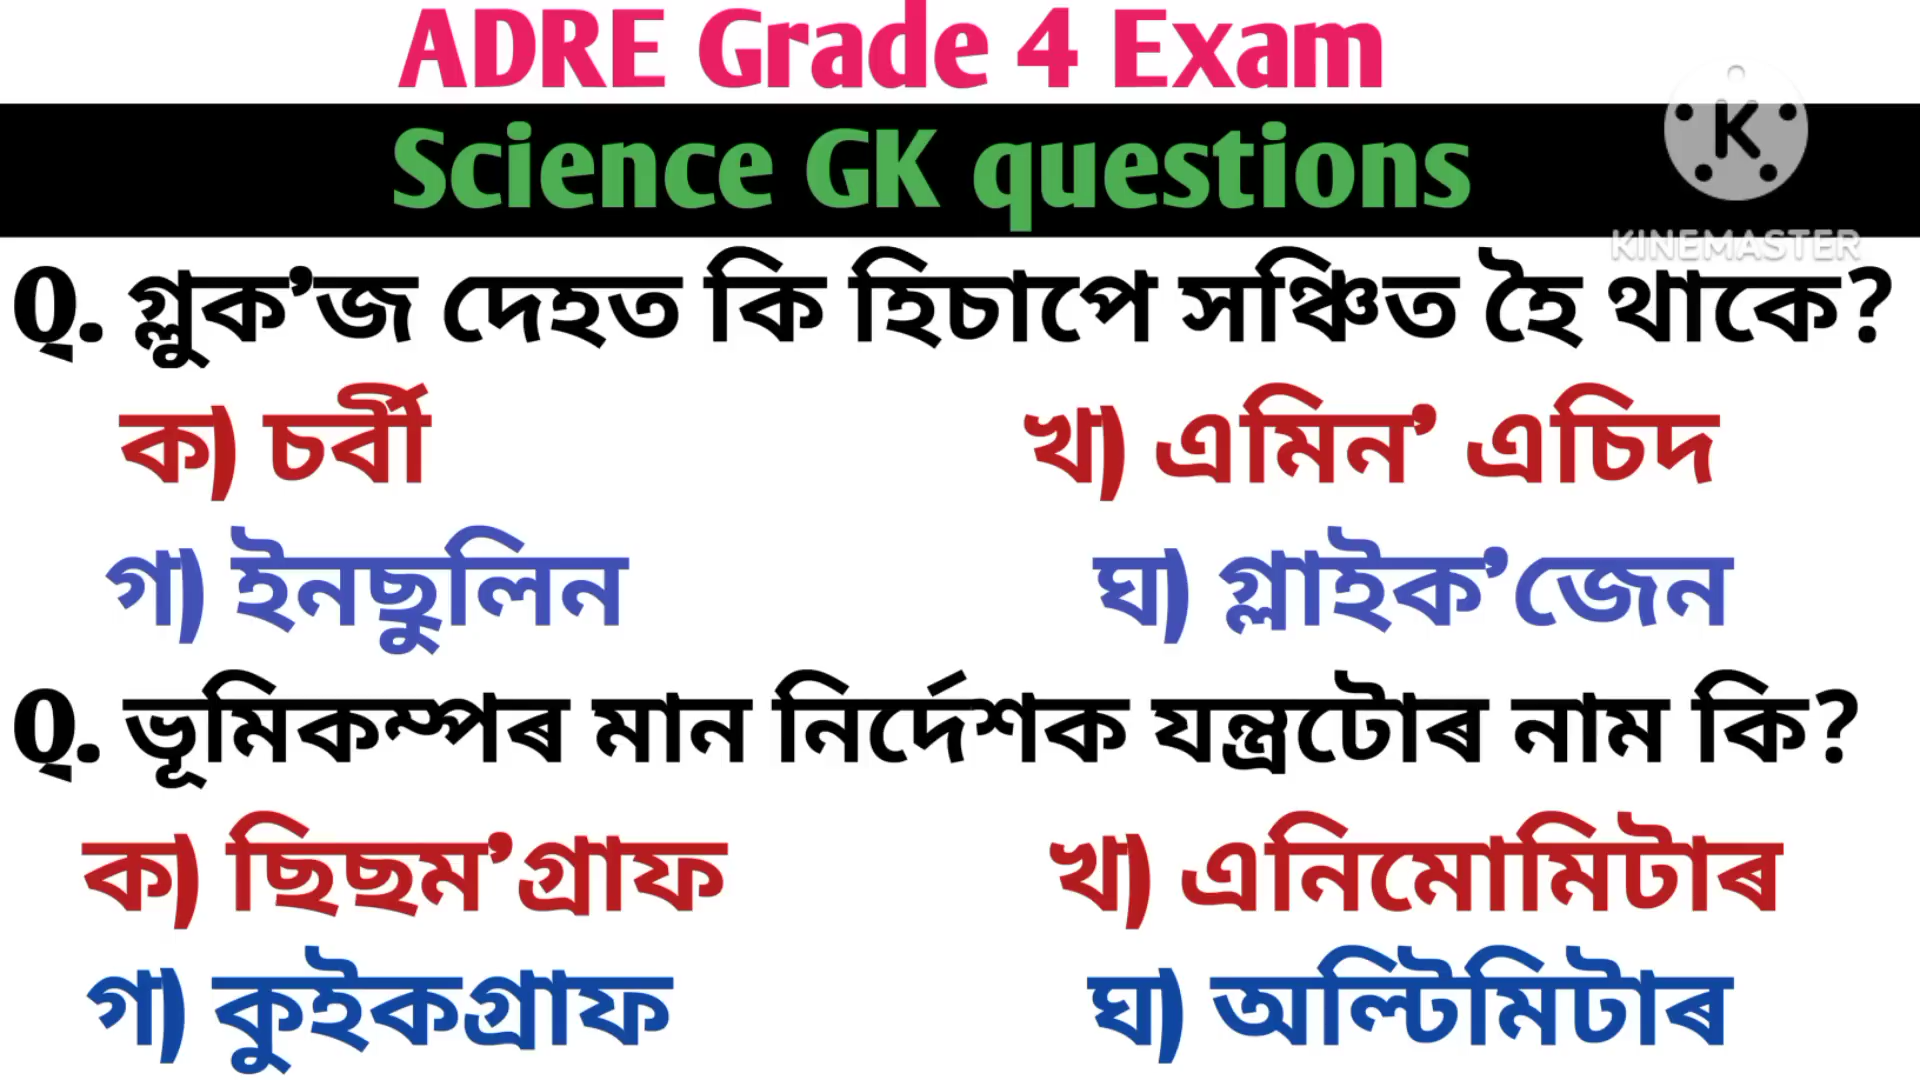 ADRE Grade 4 Exam
Science GK questions
K
KINEMASTER
Q. গ্লুক’জ দেহত কি হিচাপে সঞ্চিত হৈ থাকে?
ক) চৰ্বী খ) এমিন’ এচিদ
গ) ইনছুলিন ঘ) গ্লাইক’জেন
Q. ভূমিকম্পৰ মান নিৰ্দেশক যন্ত্ৰটোৰ নাম কি?
ক) ছিছম’গ্ৰাফ খ) এনিমোমিটাৰ
গ) কুইকগ্ৰাফ ঘ) অল্টিমিটাৰ